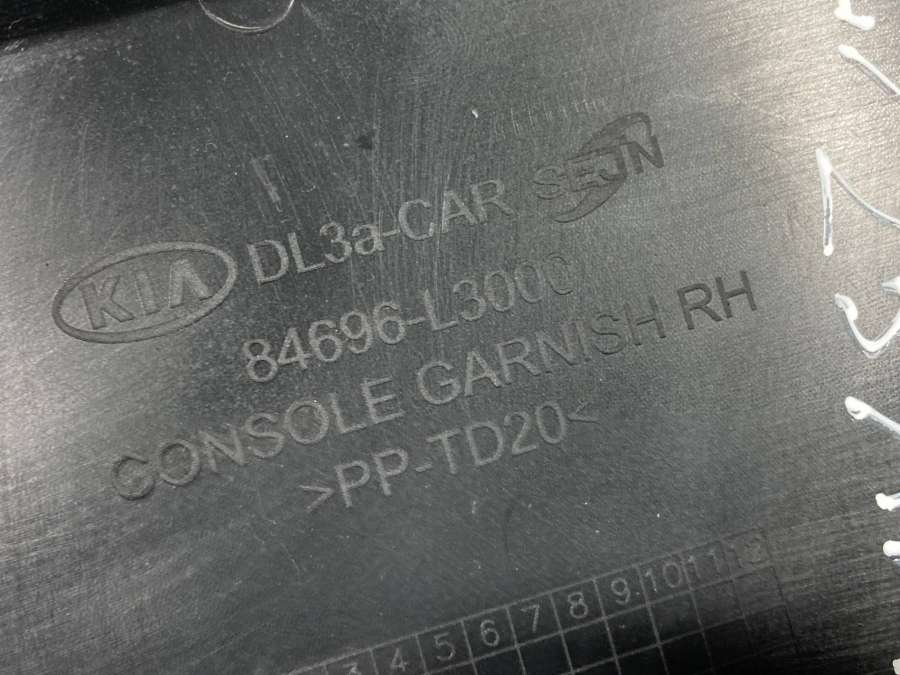 KIA DL3a-CAR SEJN
84696-L3000
CONSOLE GARNISH RH
>PP-TD20<
3 4 5 6 7 8 9 10 11 12